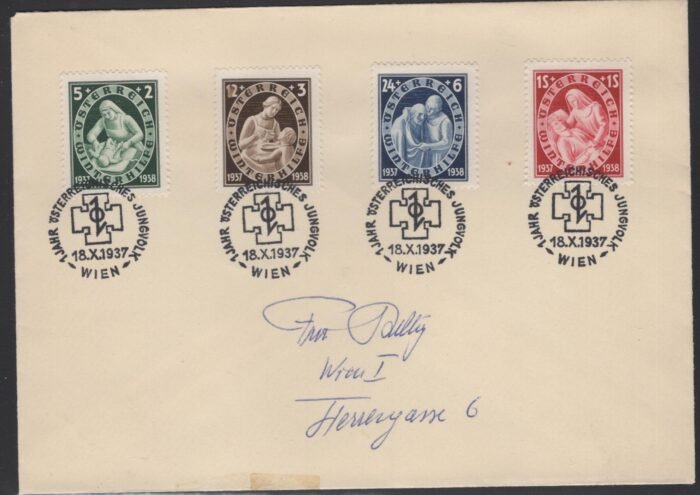 5+2
ÖSTERREICH
WINTERHILFE
1937 1938
12+3
ÖSTERREICH
WINTERHILFE
1937 1938
24+6
ÖSTERREICH
WINTERHILFE
1937 1938
1S+1S
ÖSTERREICH
WINTERHILFE
1937 1938
1 JAHR ÖSTERREICHISCHES JUNGVOLK
18.X.1937
WIEN
1 JAHR ÖSTERREICHISCHES JUNGVOLK
18.X.1937
WIEN
1 JAHR ÖSTERREICHISCHES JUNGVOLK
18.X.1937
WIEN
1 JAHR ÖSTERREICHISCHES JUNGVOLK
18.X.1937
WIEN
Wien I
Herrengasse 6